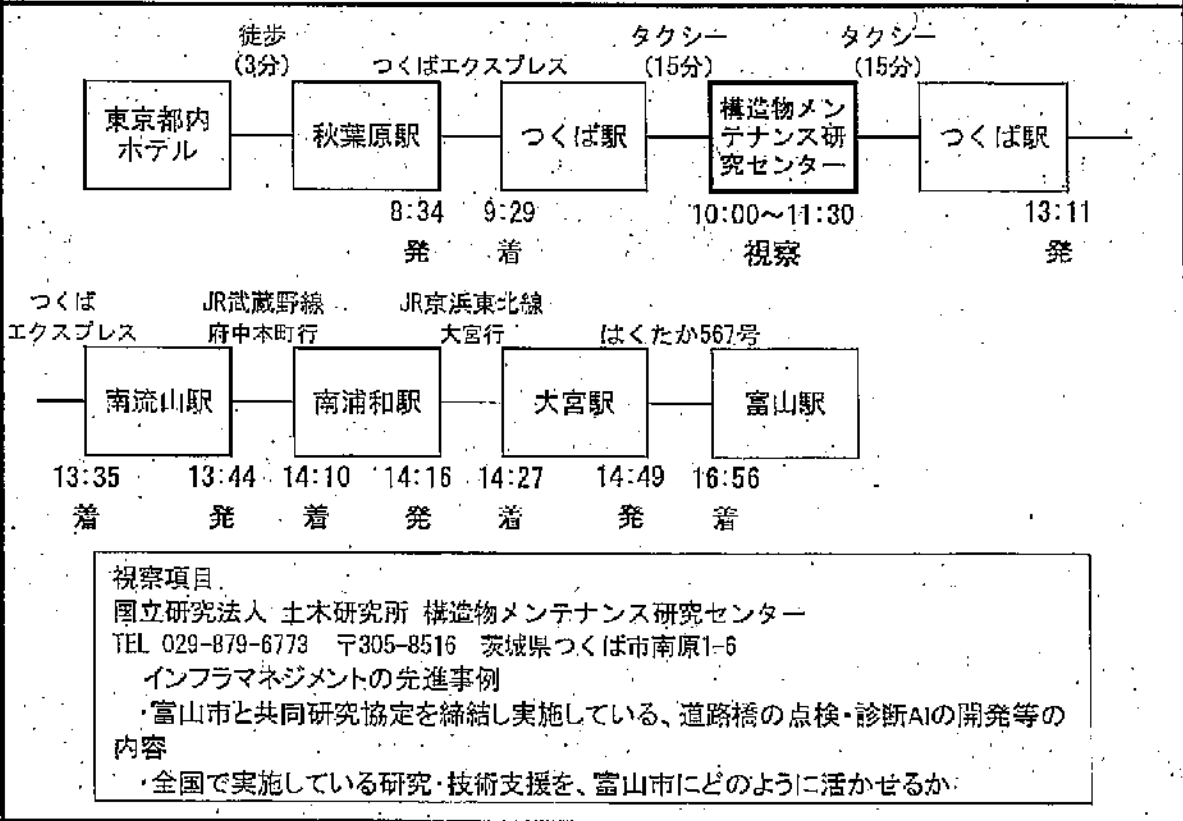 徒歩
(3分)
つくばエクスプレス
タクシー
(15分)
タクシー
(15分)
東京都内
ホテル
秋葉原駅
つくば駅
構造物メン
テナンス研
究センター
つくば駅
8:34
発
9:29
着
10:00～11:30
視察
13:11
発
つくば
エクスプレス
JR武蔵野線
府中本町行
JR京浜東北線
大宮行
はくたか567号
南流山駅
南浦和駅
大宮駅
富山駅
13:35
着
13:44
発
14:10
着
14:16
発
14:27
着
14:49
発
16:56
着
視察項目
国立研究法人 土木研究所 構造物メンテナンス研究センター
TEL 029-879-6773 〒305-8516 茨城県つくば市南原1-6
インフラマネジメントの先進事例
・富山市と共同研究協定を締結し実施している、道路橋の点検・診断AIの開発等の
内容
・全国で実施している研究・技術支援を、富山市にどのように活かせるか